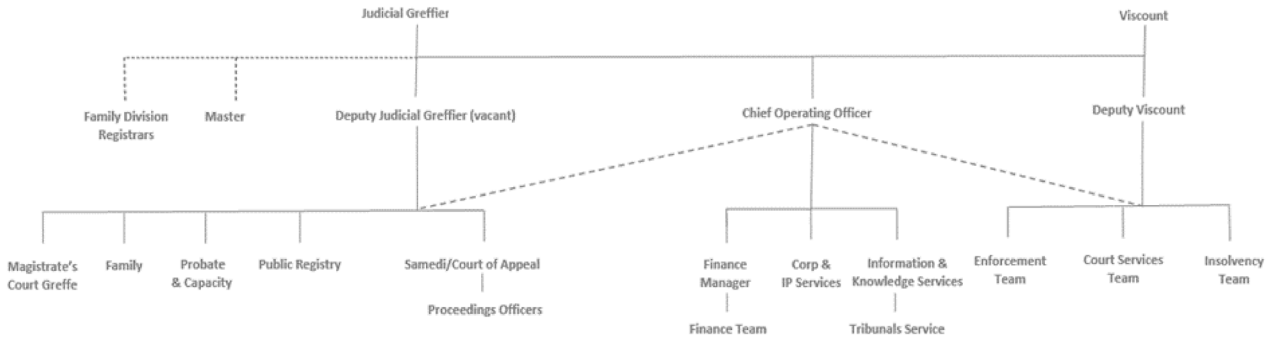 Judicial Greffier
Viscount
Family Division
Registrars
Master
Deputy Judicial Greffier (vacant)
Chief Operating Officer
Deputy Viscount
Magistrate's
Court Greffe
Family
Probate
& Capacity
Public Registry
Samedi/Court of Appeal
Proceedings Officers
Finance
Manager
Finance Team
Corp &
IP Services
Information &
Knowledge Services
Tribunals Service
Enforcement
Team
Court Services
Team
Insolvency
Team